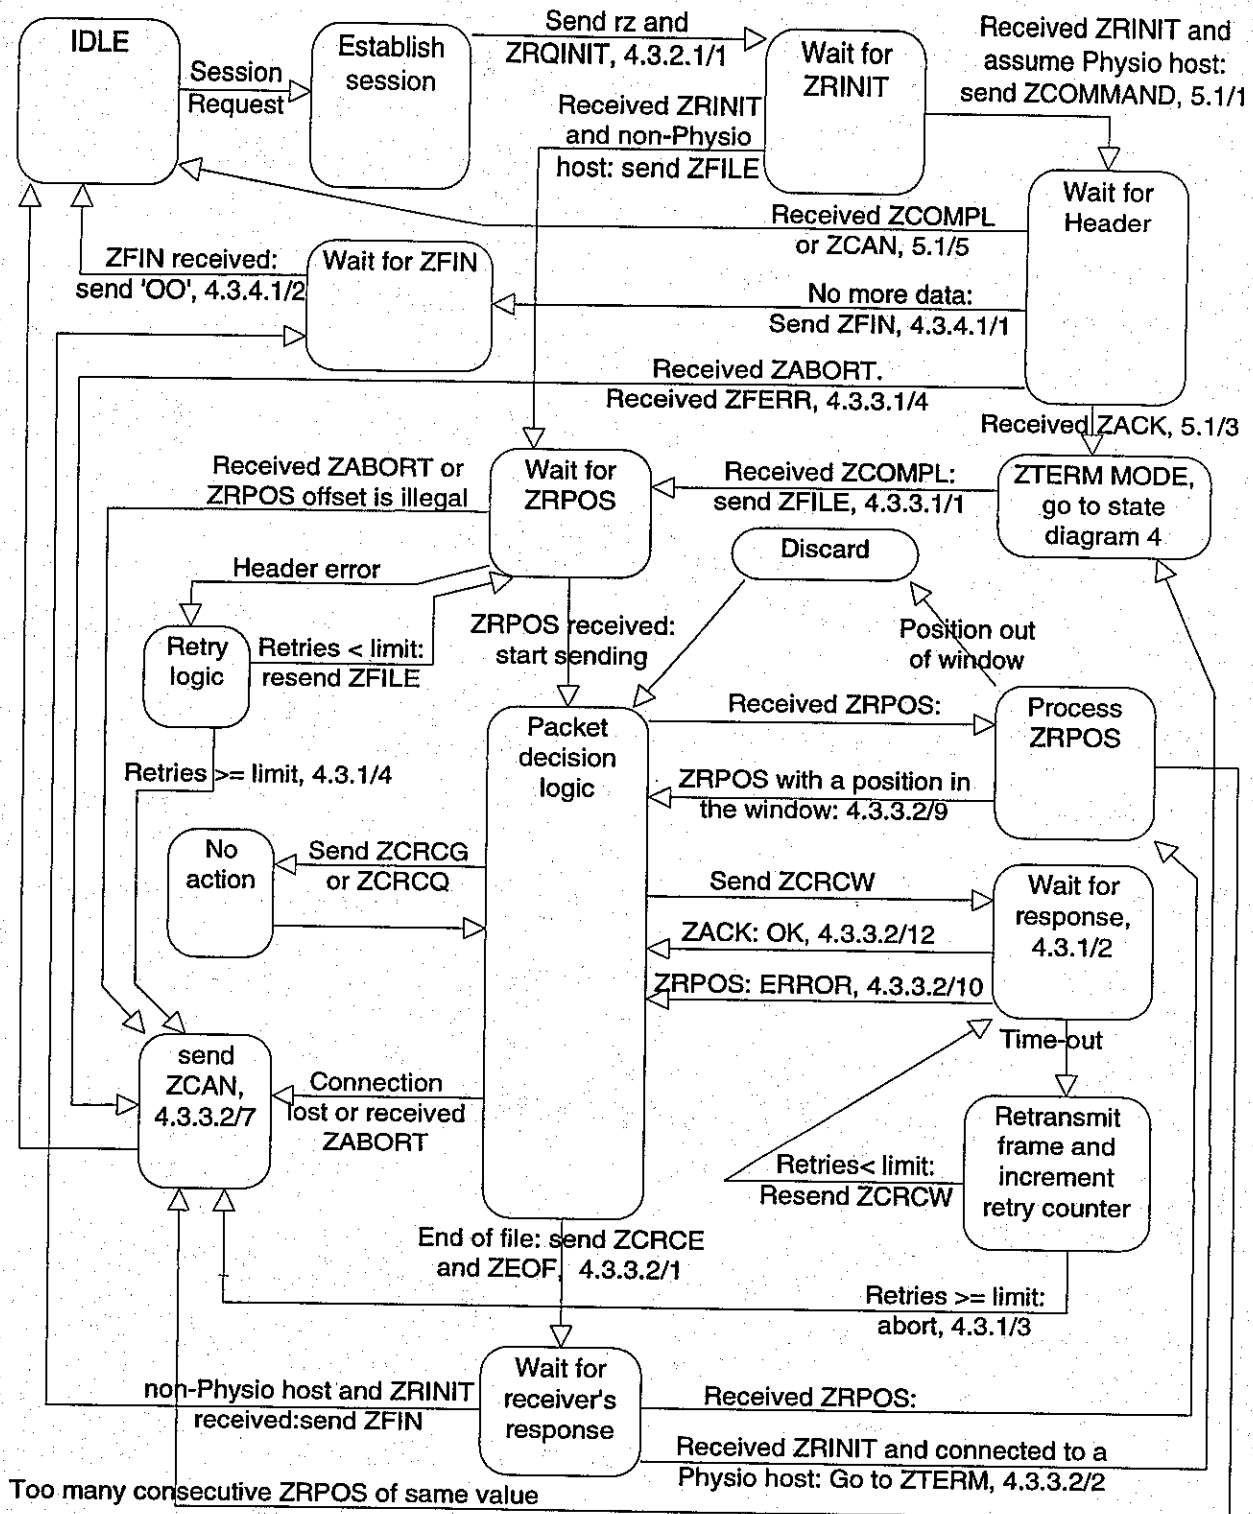 IDLE
Session
Request
Establish
session
Send rz and
ZRQINIT, 4.3.2.1/1
Wait for
ZRINIT
Received ZRINIT and
assume Physio host:
send ZCOMMAND, 5.1/1
Received ZRINIT
and non-Physio
host: send ZFILE
Wait for
Header
Received ZCOMPL
or ZCAN, 5.1/5
ZFIN received:
send 'OO', 4.3.4.1/2
Wait for ZFIN
No more data:
Send ZFIN, 4.3.4.1/1
Received ZABORT.
Received ZFERR, 4.3.3.1/4
Received ZACK, 5.1/3
Received ZABORT or
ZRPOS offset is illegal
Wait for
ZRPOS
Received ZCOMPL:
send ZFILE, 4.3.3.1/1
ZTERM MODE,
go to state
diagram 4
Discard
Header error
Retry
logic
Retries < limit:
resend ZFILE
ZRPOS received:
start sending
Position out
of window
Packet
decision
logic
Received ZRPOS:
Process
ZRPOS
Retries >= limit, 4.3.1/4
ZRPOS with a position in
the window: 4.3.3.2/9
No
action
Send ZCRCG
or ZCRCQ
Send ZCRCW
Wait for
response,
4.3.1/2
ZACK: OK, 4.3.3.2/12
ZRPOS: ERROR, 4.3.3.2/10
Time-out
send
ZCAN,
4.3.3.2/7
Connection
lost or received
ZABORT
Retransmit
frame and
increment
retry counter
Retries< limit:
Resend ZCRCW
End of file: send ZCRCE
and ZEOF, 4.3.3.2/1
Retries >= limit:
abort, 4.3.1/3
non-Physio host and ZRINIT
received:send ZFIN
Wait for
receiver's
response
Received ZRPOS:
Received ZRINIT and connected to a
Physio host: Go to ZTERM, 4.3.3.2/2
Too many consecutive ZRPOS of same value